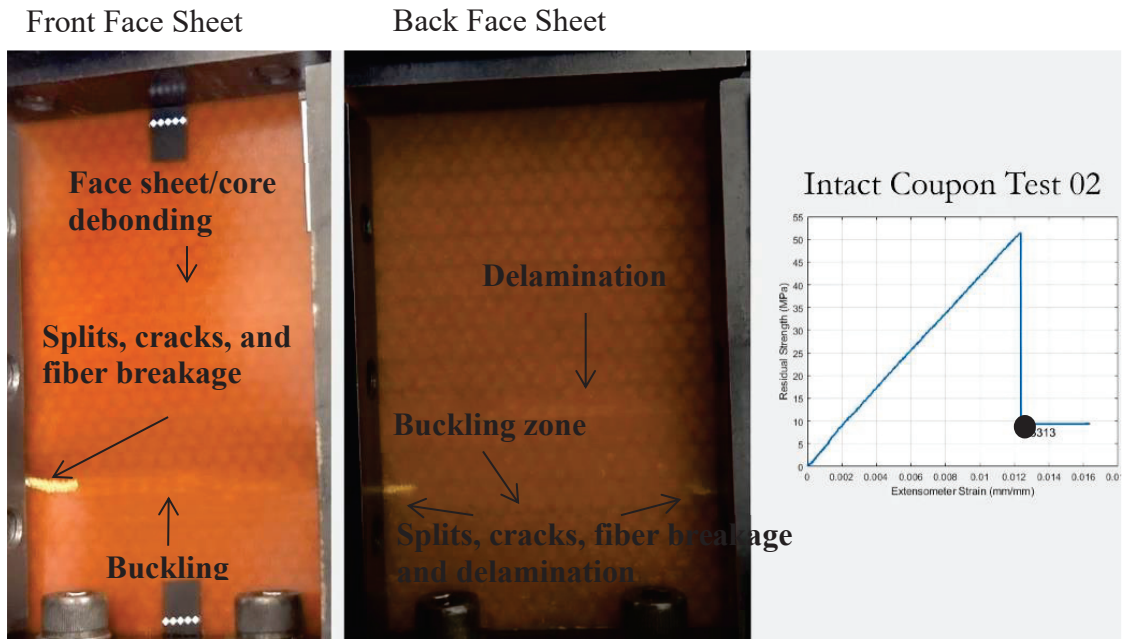 Front Face Sheet
Back Face Sheet
Face sheet/core
debonding
Splits, cracks, and
fiber breakage
Buckling
Delamination
Buckling zone
Splits, cracks, fiber breakage
and delamination
Intact Coupon Test 02
Residual Strength (MPa)
55
50
45
40
35
30
25
20
15
10
5
0
313
0 0.002 0.004 0.006 0.008 0.01 0.012 0.014 0.016
Extensometer Strain (mm/mm)